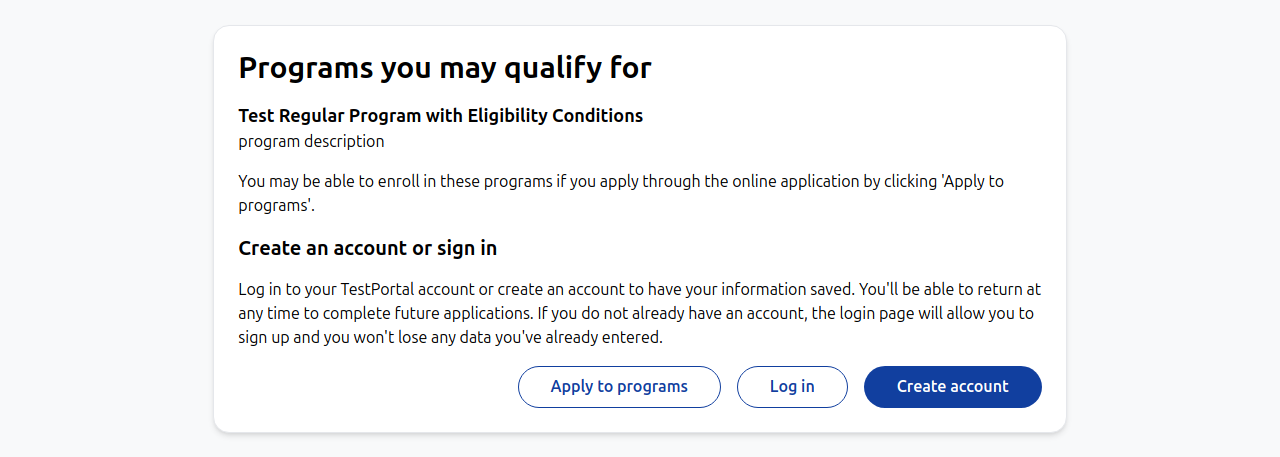 Programs you may qualify for
Test Regular Program with Eligibility Conditions
program description
You may be able to enroll in these programs if you apply through the online application by clicking 'Apply to
programs'.
Create an account or sign in
Log in to your TestPortal account or create an account to have your information saved. You'll be able to return at
any time to complete future applications. If you do not already have an account, the login page will allow you to
sign up and you won't lose any data you've already entered.
Apply to programs
Log in
Create account